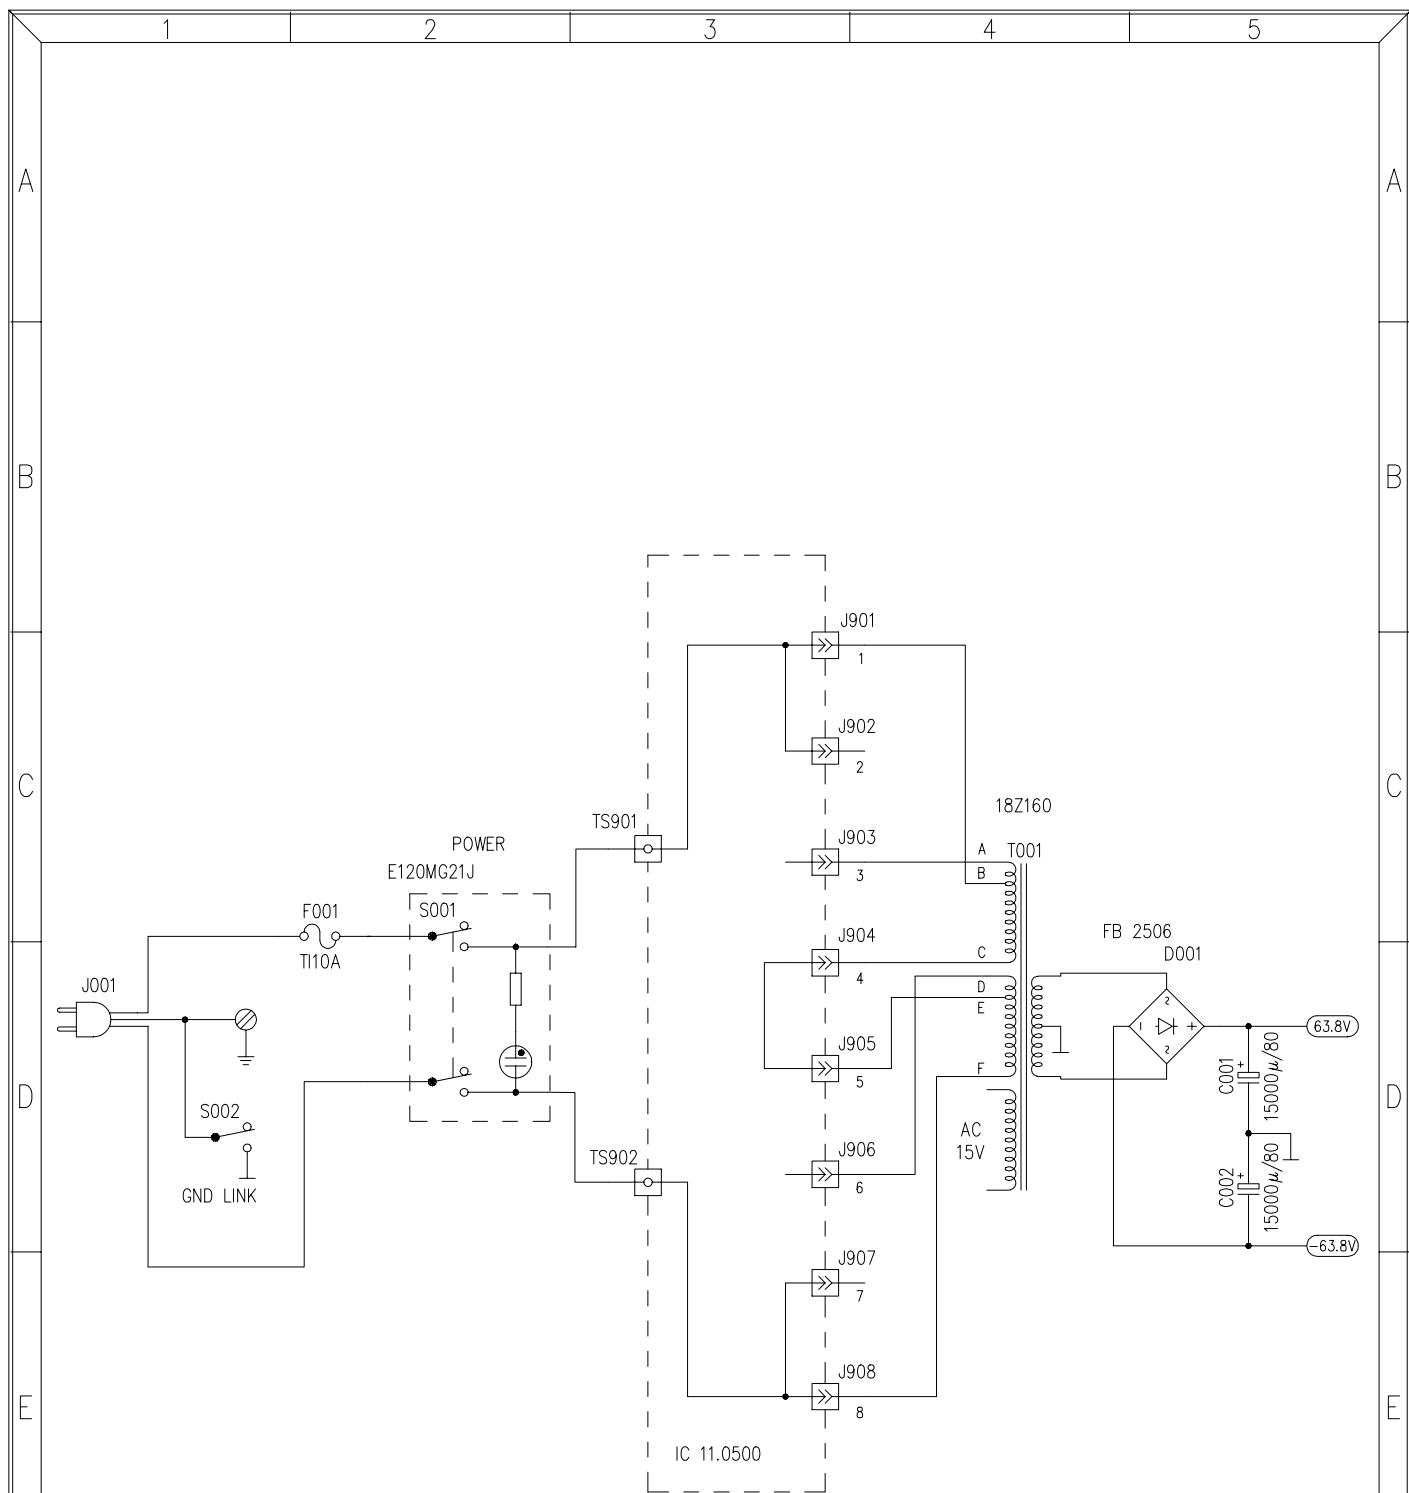 1 2 3 4 5
A A
B B
J901
1
J902
2
C C
18Z160
TS901
J903
3
POWER
A T001
B
E120MG21J
F001
S001
J904
4
C
FB 2506
D001
TI10A
J001
D
E
~
- +
~
63.8V
J905
5
F
C001
+
15000µ/80
D D
S002
AC
15V
TS902
J906
6
GND LINK
C002
+
15000µ/80
-63.8V
J907
7
J908
8
E E
IC 11.0500